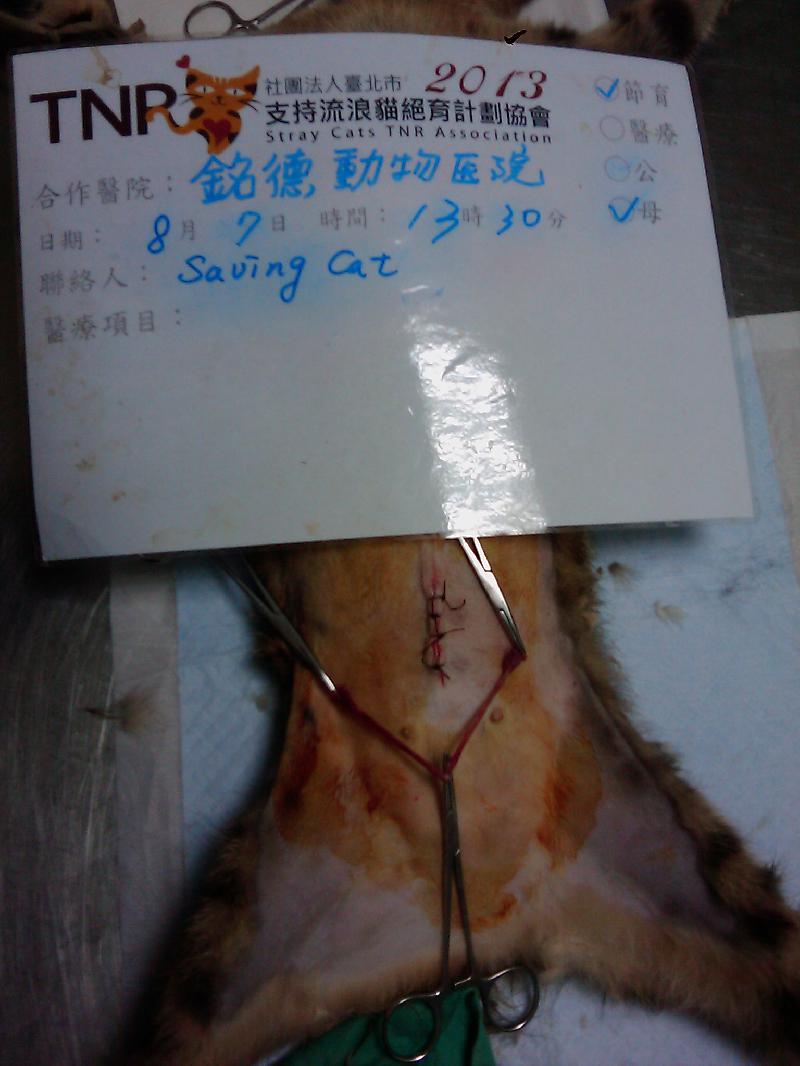 TNR
社團法人臺北市 2013
支持流浪貓絕育計劃協會
Stray Cats TNR Association
節育
醫療
公
母
合作醫院：銘德動物医院
日期：8月7日 時間：13時30分
聯絡人：Saving Cat
醫療項目：